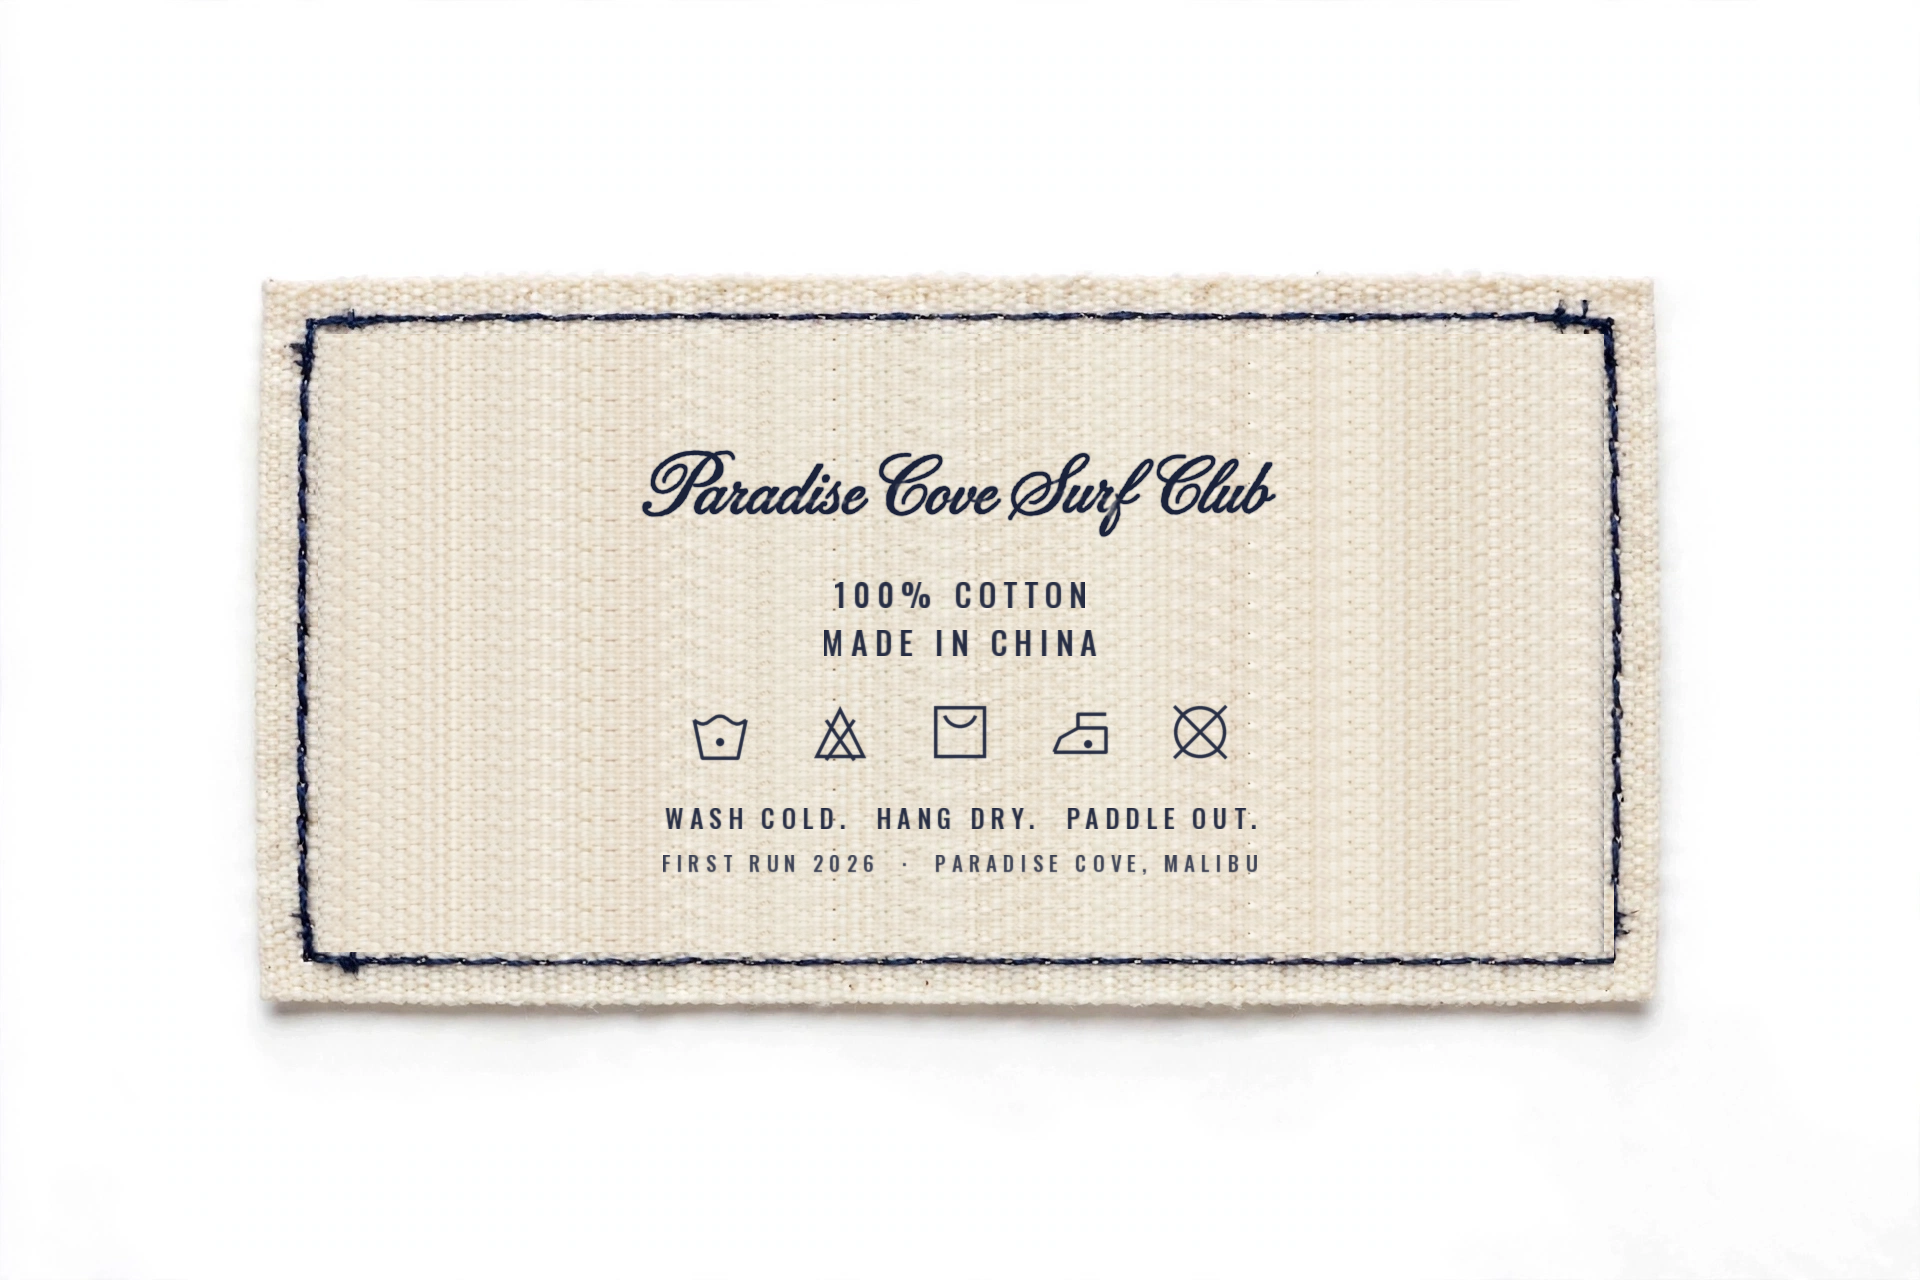 Paradise Cove Surf Club
100% COTTON
MADE IN CHINA
WASH COLD. HANG DRY. PADDLE OUT.
FIRST RUN 2026 · PARADISE COVE, MALIBU